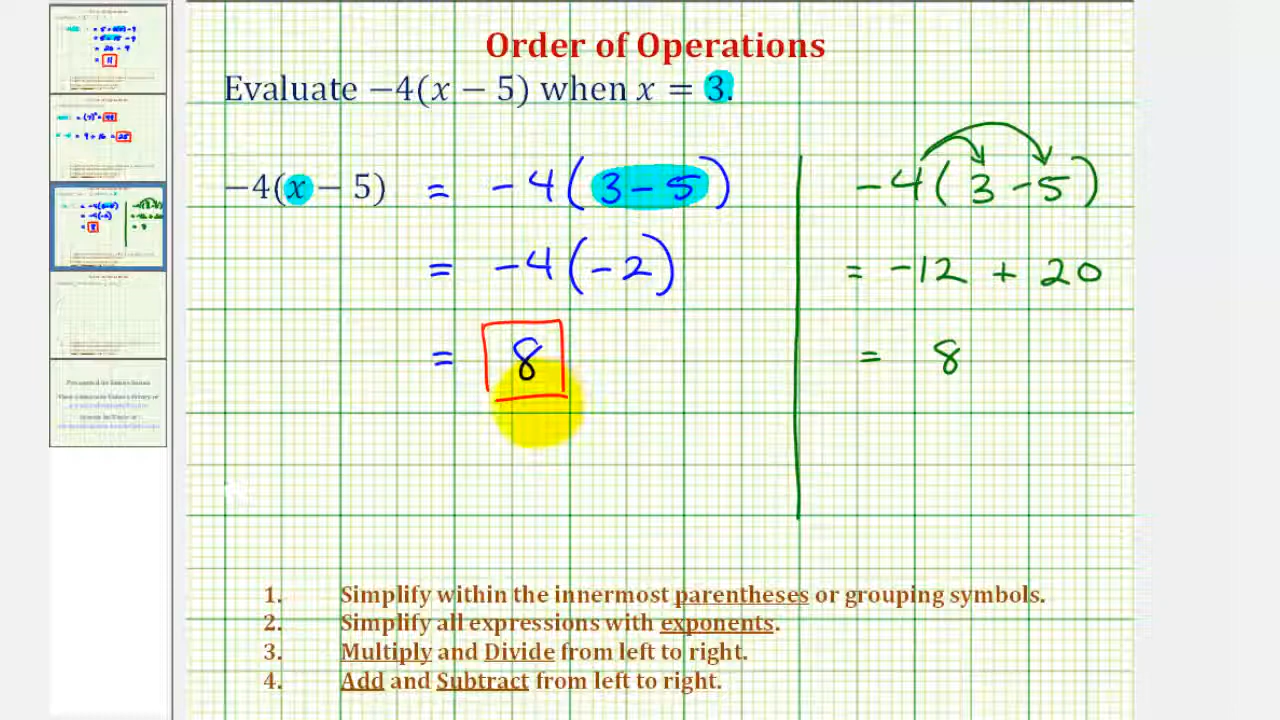 Order of Operations
Evaluate −4(x − 5) when x = 3.
−4(x − 5) = -4(3-5)
= -4(-2)
= 8
-4(3-5)
= -12 + 20
= 8
1. Simplify within the innermost parentheses or grouping symbols.
2. Simplify all expressions with exponents.
3. Multiply and Divide from left to right.
4. Add and Subtract from left to right.